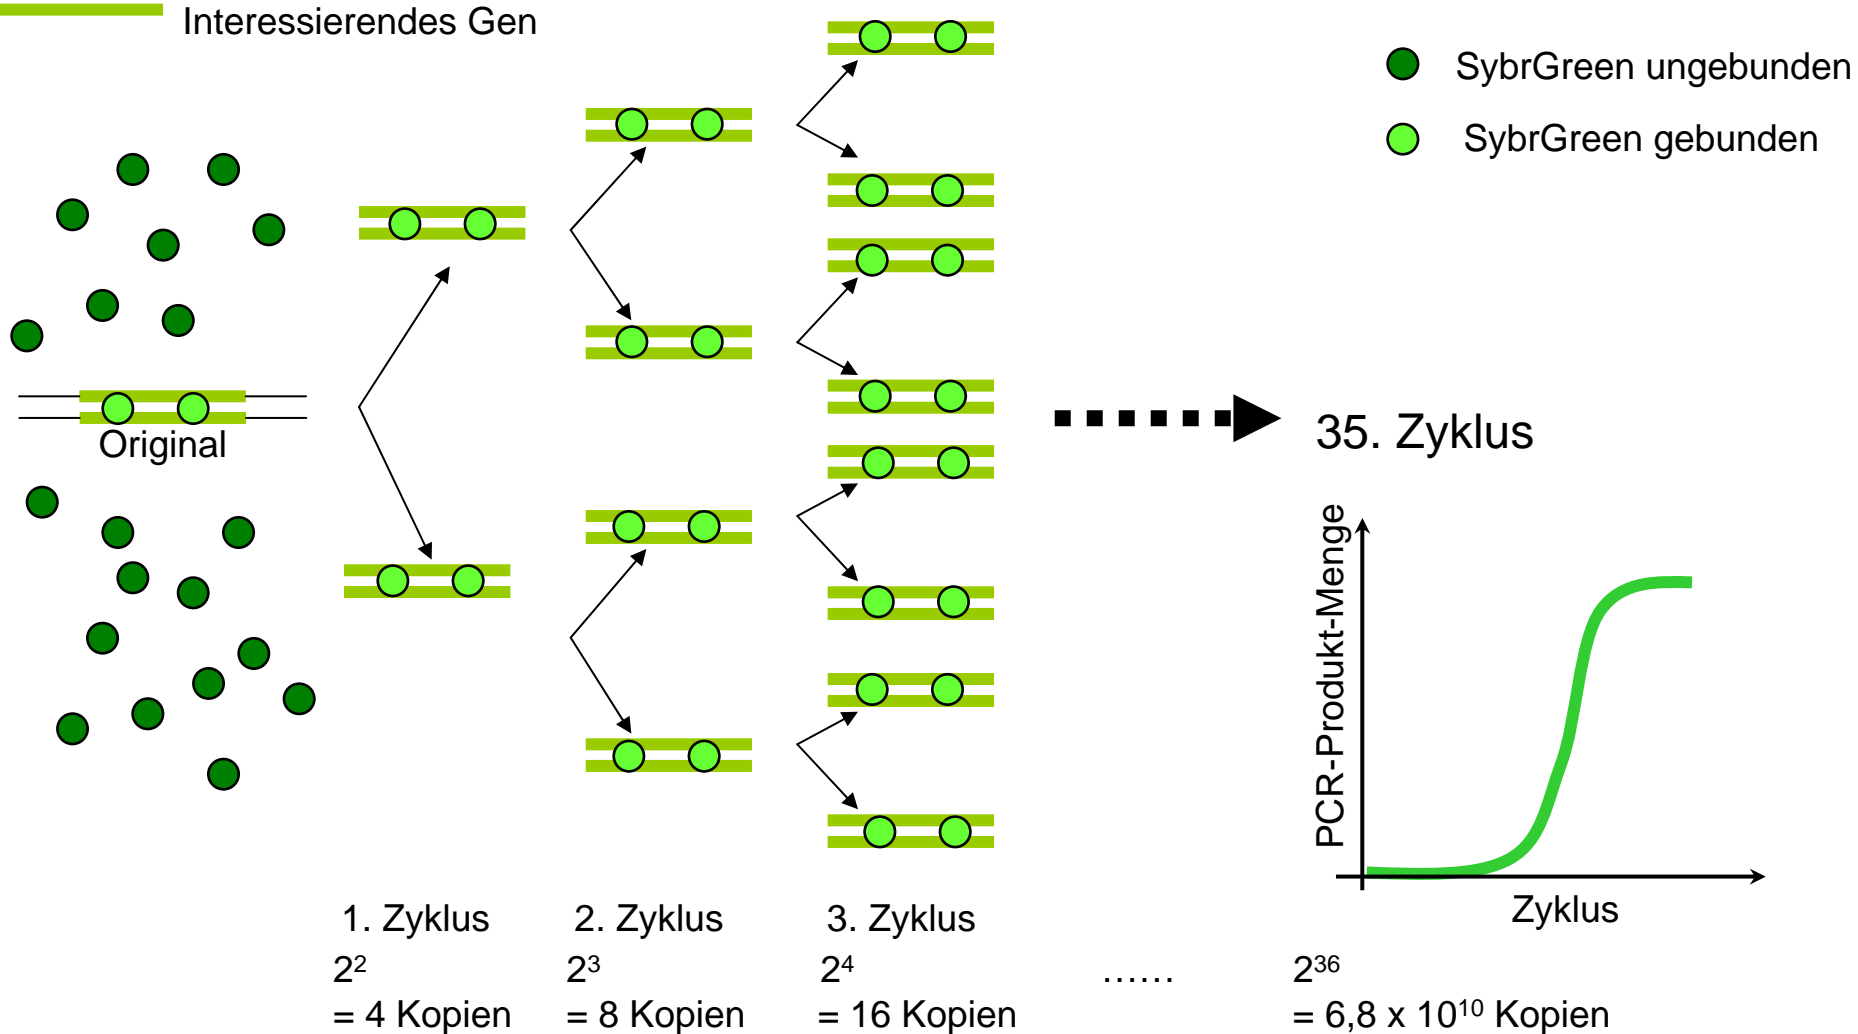 Interessierendes Gen
SybrGreen ungebunden
SybrGreen gebunden
Original
35. Zyklus
PCR-Produkt-Menge
Zyklus
1. Zyklus
2²
= 4 Kopien
2. Zyklus
2³
= 8 Kopien
3. Zyklus
2⁴
= 16 Kopien
......
2³⁶
= 6,8 x 10¹⁰ Kopien